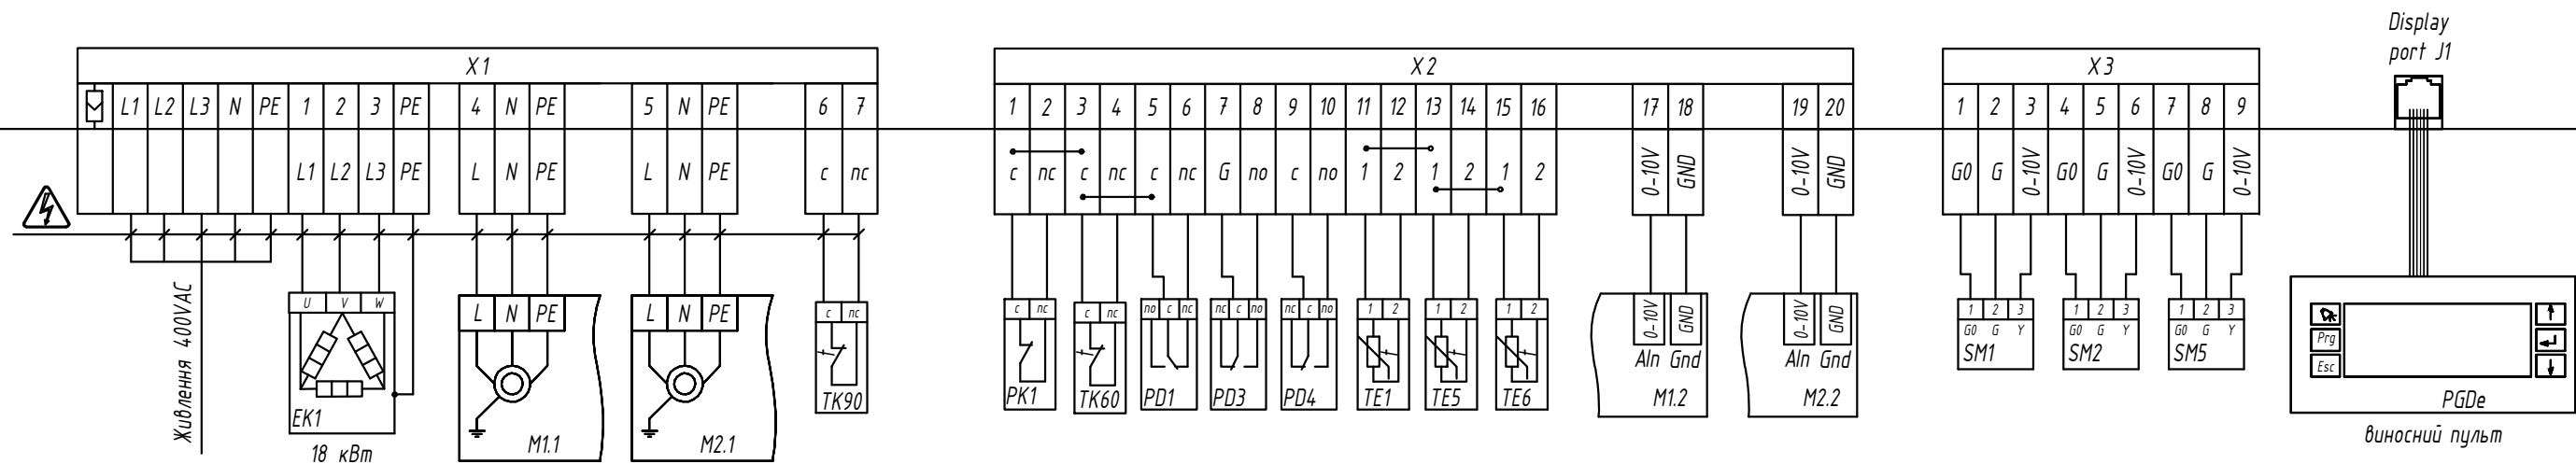 Display
port J1
X1
X2
X3
L1 L2 L3 N PE 1 2 3 PE 4 N PE 5 N PE 6 7
1 2 3 4 5 6 7 8 9 10 11 12 13 14 15 16 17 18 19 20
1 2 3 4 5 6 7 8 9
L1 L2 L3 PE L N PE L N PE c nc
c nc c nc c nc G no c no 1 2 1 2 1 2 0-10V GND 0-10V GND
G0 G 0-10V G0 G 0-10V G0 G 0-10V
Живлення 400VAC
U V W
EK1
18 кВт
L N PE
M1.1
L N PE
M2.1
c nc
TK90
c nc
PK1
c nc
TK60
no c nc
PD1
nc c no
PD3
nc c no
PD4
1 2
TE1
1 2
TE5
1 2
TE6
0-10V GND
AIn Gnd
M1.2
0-10V GND
AIn Gnd
M2.2
1 2 3
G0 G Y
SM1
1 2 3
G0 G Y
SM2
1 2 3
G0 G Y
SM5
Prg
Esc
PGDe
виносний пульт